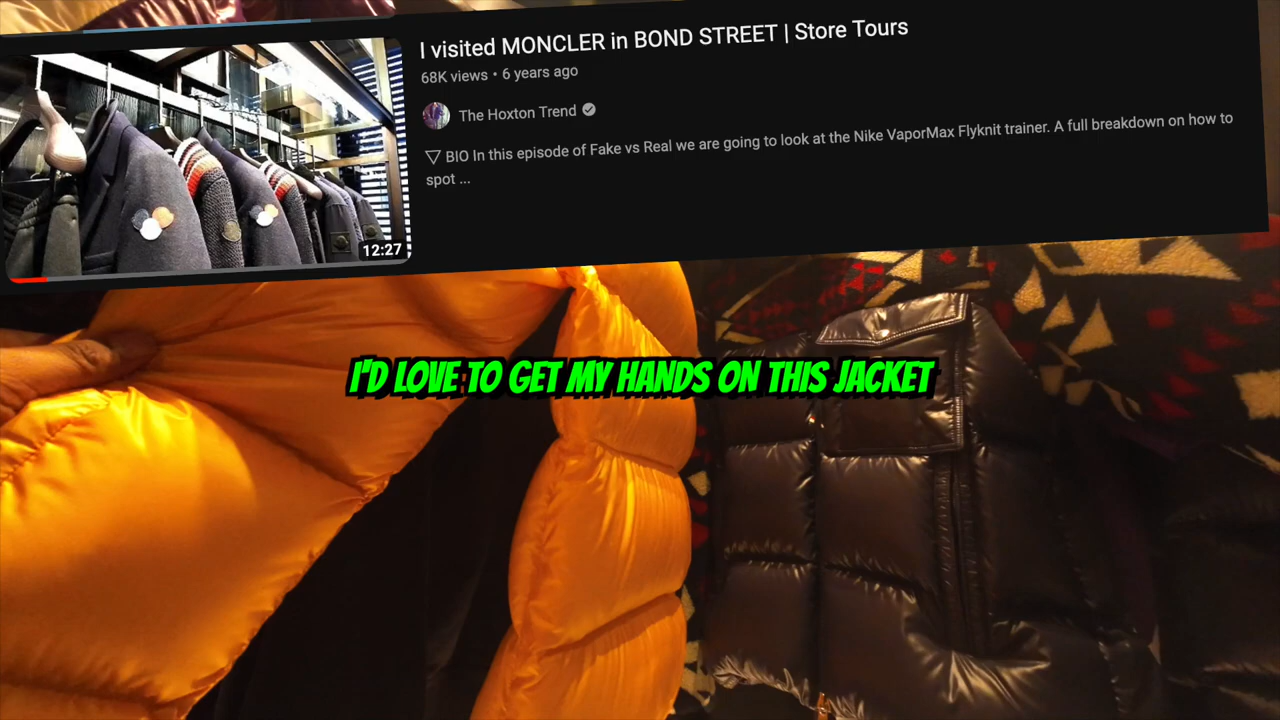 I visited MONCLER in BOND STREET | Store Tours
68K views • 6 years ago
The Hoxton Trend
▽ BIO In this episode of Fake vs Real we are going to look at the Nike VaporMax Flyknit trainer. A full breakdown on how to
spot ...
12:27
I'D LOVE TO GET MY HANDS ON THIS JACKET